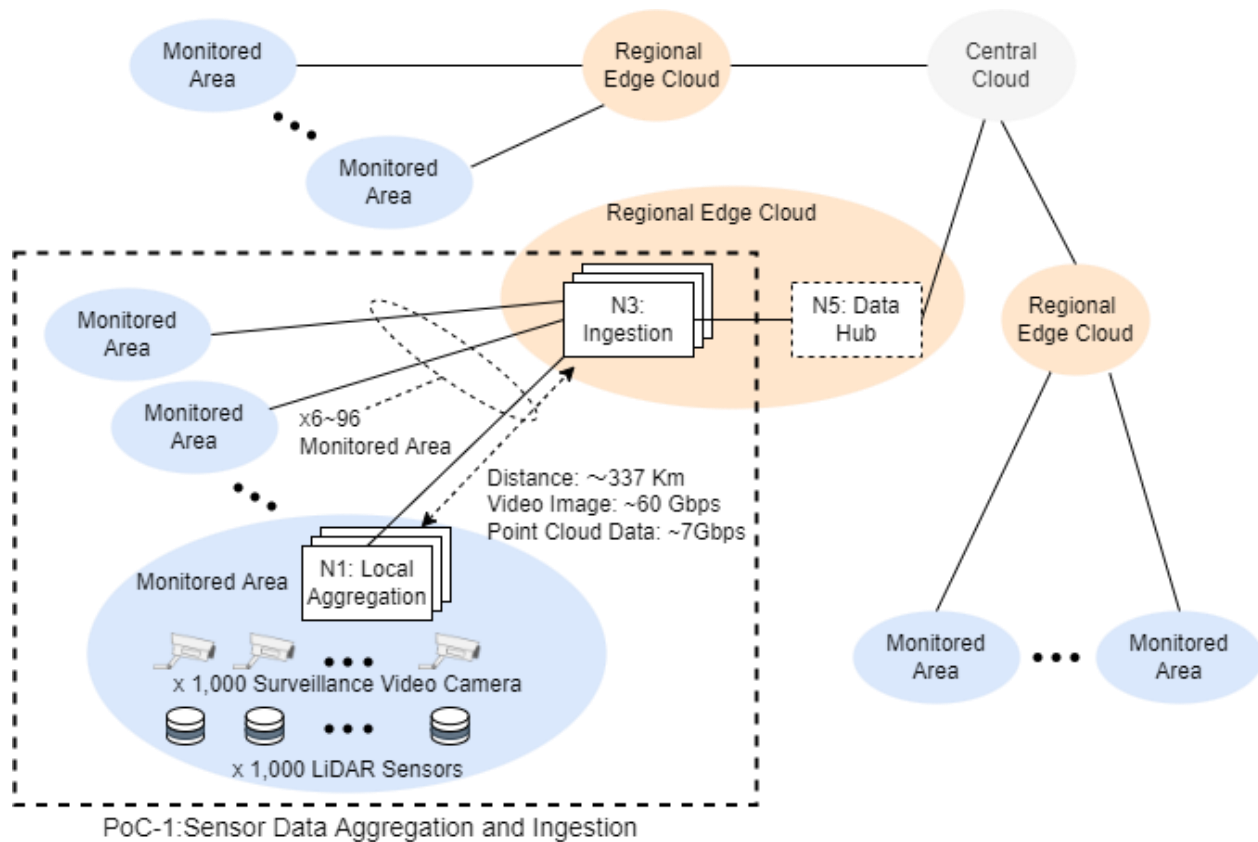 Monitored
Area
Regional
Edge Cloud
Central
Cloud
Monitored
Area
Regional Edge Cloud
N3:
Ingestion
N5: Data
Hub
Monitored
Area
Regional
Edge Cloud
Monitored
Area
x6~96
Monitored Area
Distance: ～337 Km
Video Image: ~60 Gbps
Point Cloud Data: ~7Gbps
Monitored Area
N1: Local
Aggregation
x 1,000 Surveillance Video Camera
x 1,000 LiDAR Sensors
Monitored
Area
Monitored
Area
PoC-1:Sensor Data Aggregation and Ingestion